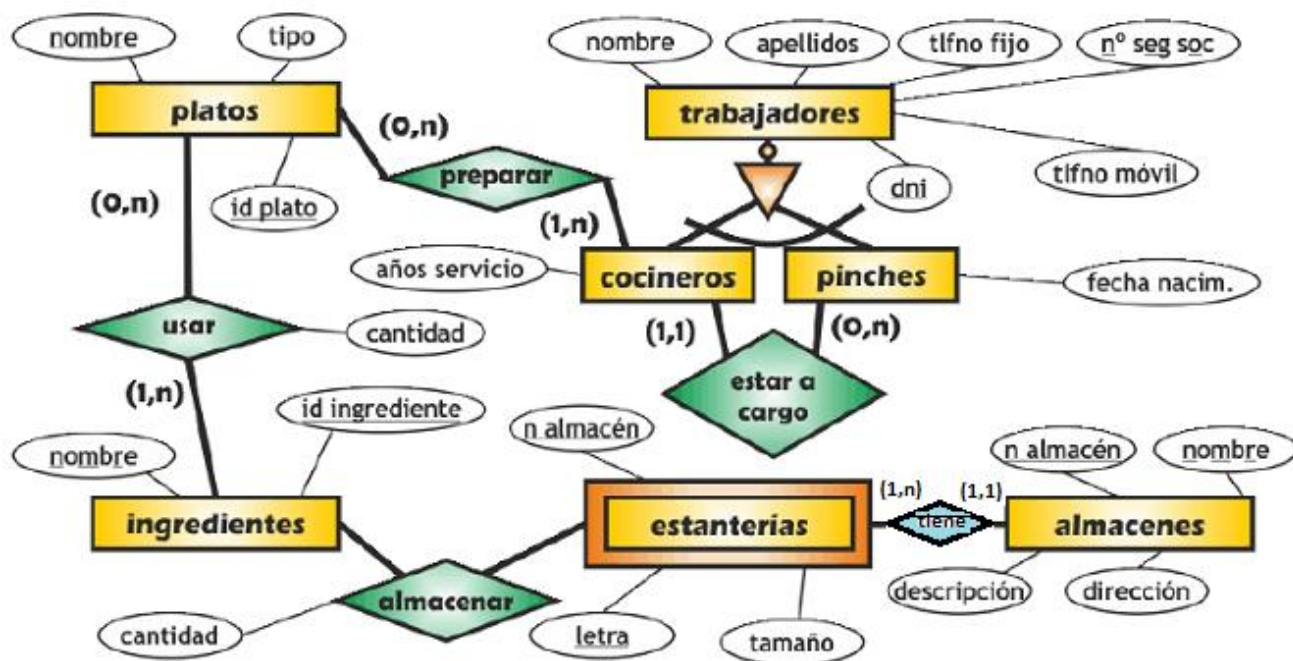 nombre
tipo
nombre
apellidos
tlfno fijo
nº seg soc
platos
trabajadores
(0,n)
preparar
tlfno móvil
(0,n)
id plato
dni
(1,n)
años servicio
cocineros
pinches
fecha nacim.
usar
cantidad
(1,1)
(0,n)
estar a
cargo
(1,n)
id ingrediente
n almacén
nombre
n almacén
nombre
ingredientes
estanterías
(1,n)
tiene
(1,1)
almacenes
almacenar
descripción
dirección
cantidad
letra
tamaño